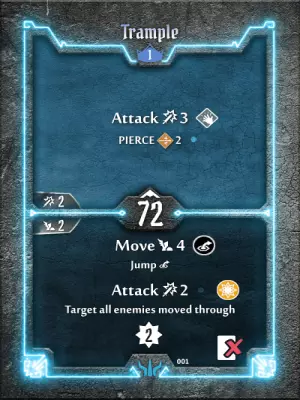 Trample
1
Attack 3
PIERCE 2
2
72
2
Move 4
Jump
Attack 2
Target all enemies moved through
2
001